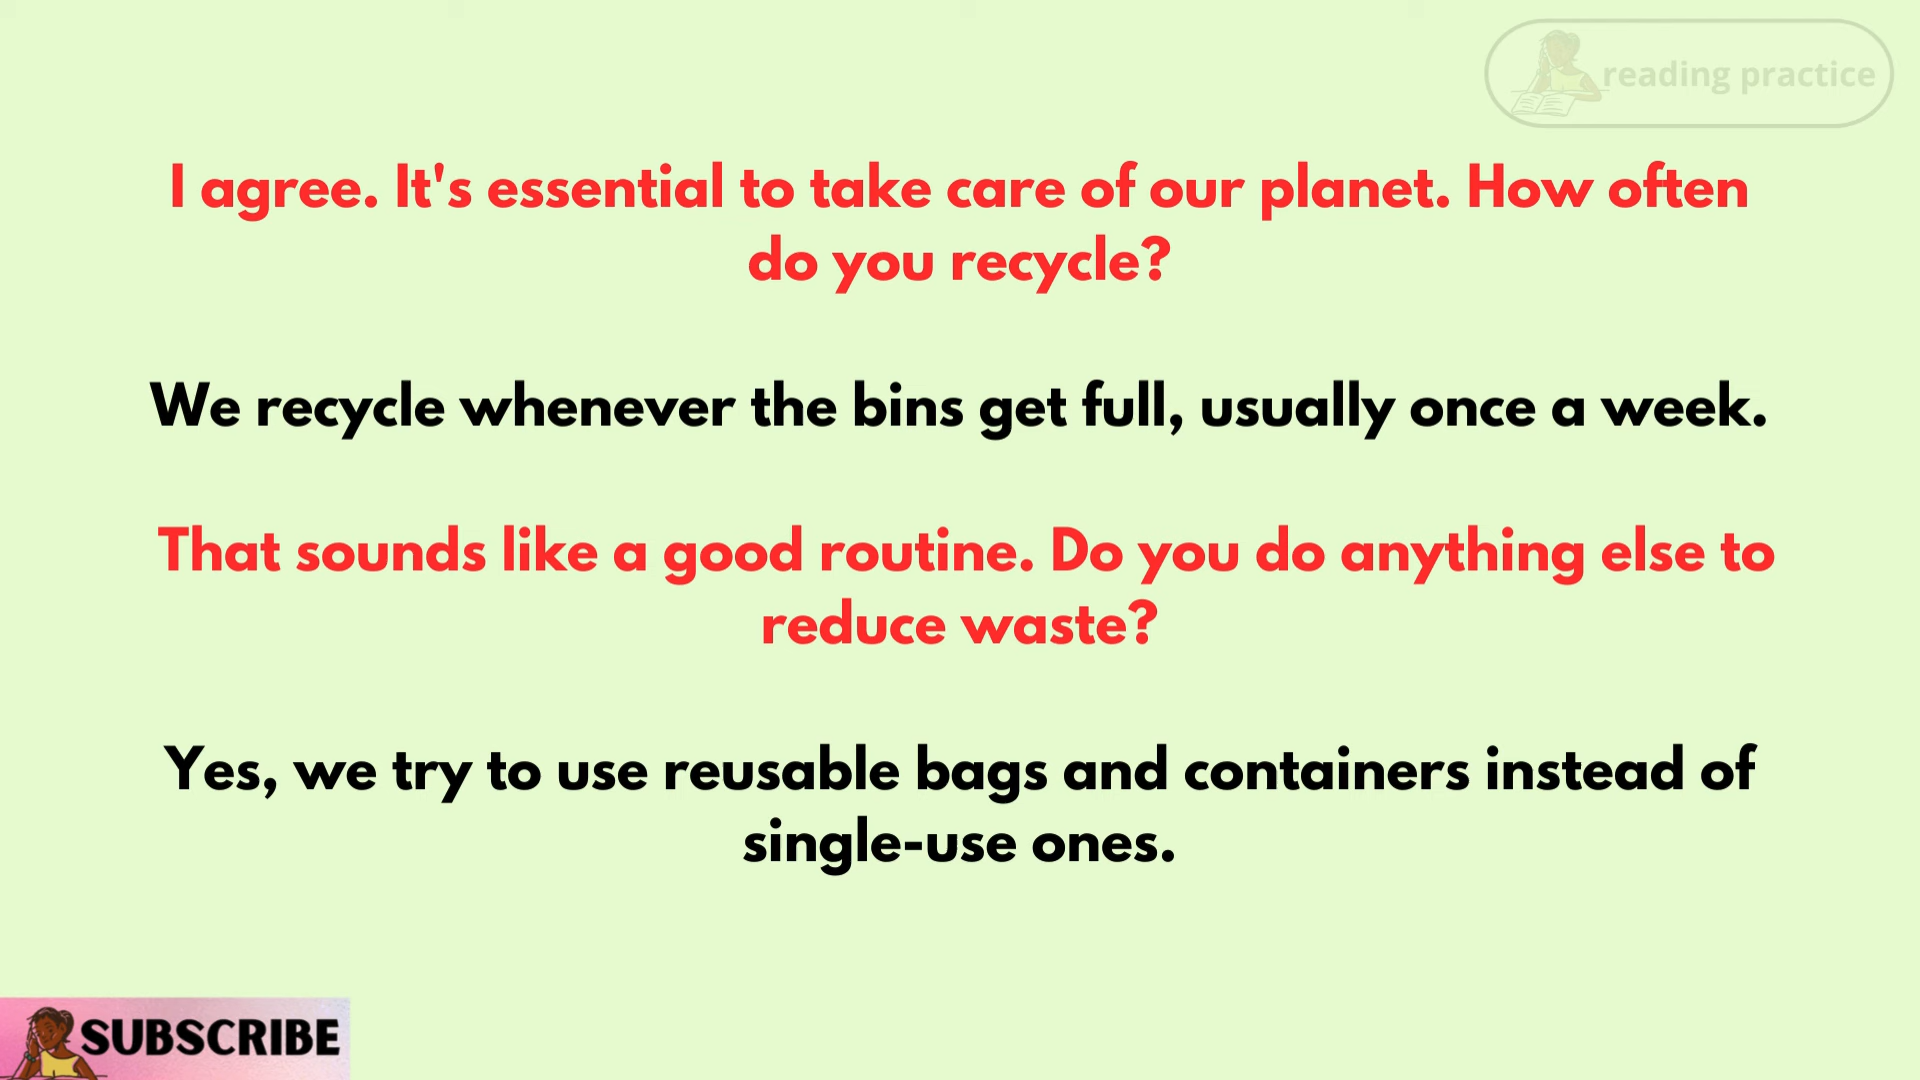 reading practice
I agree. It's essential to take care of our planet. How often
do you recycle?
We recycle whenever the bins get full, usually once a week.
That sounds like a good routine. Do you do anything else to
reduce waste?
Yes, we try to use reusable bags and containers instead of
single-use ones.
SUBSCRIBE